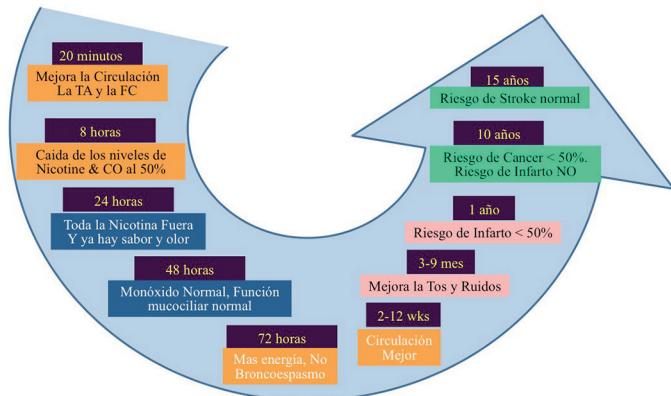 20 minutos
Mejora la Circulación
La TA y la FC
8 horas
Caida de los niveles de
Nicotine & CO al 50%
24 horas
Toda la Nicotina Fuera
Y ya hay sabor y olor
48 horas
Monóxido Normal, Función
mucociliar normal
72 horas
Mas energía, No
Broncoespasmo
2-12 wks
Circulación
Mejor
3-9 mes
Mejora la Tos y Ruidos
1 año
Riesgo de Infarto < 50%
10 años
Riesgo de Cancer < 50%.
Riesgo de Infarto NO
15 años
Riesgo de Stroke normal